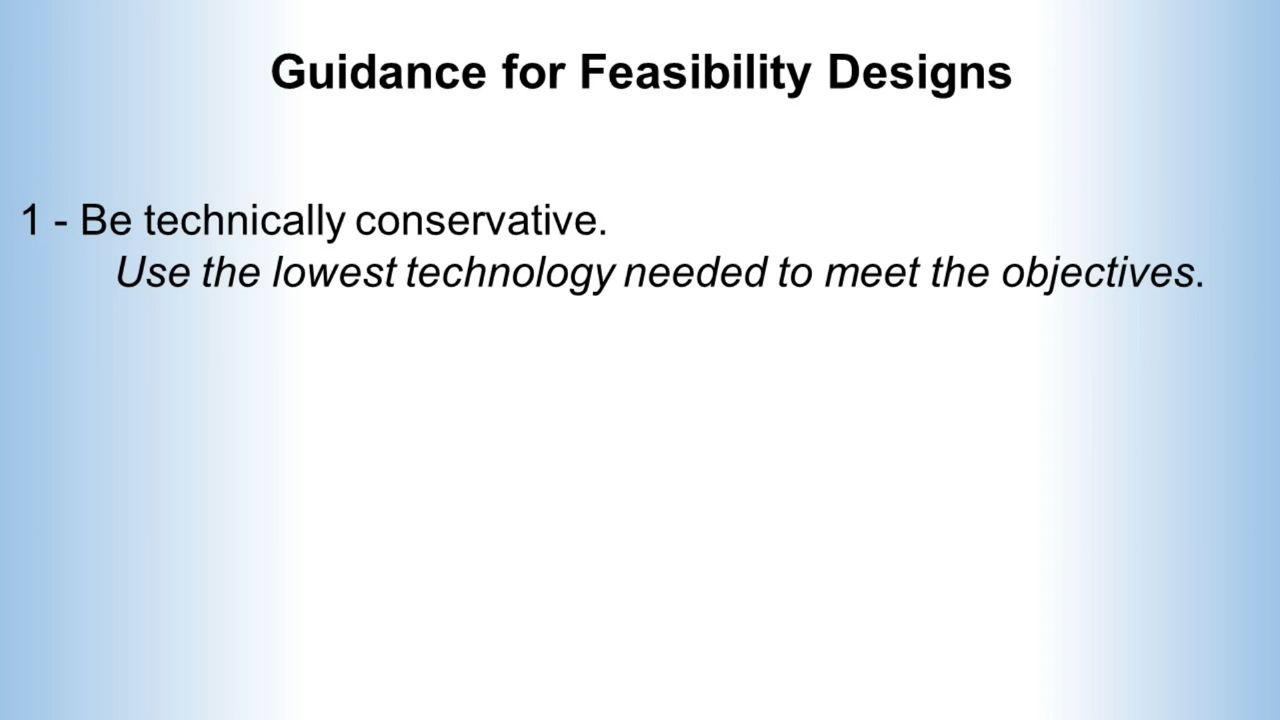 Guidance for Feasibility Designs
1 - Be technically conservative.
Use the lowest technology needed to meet the objectives.